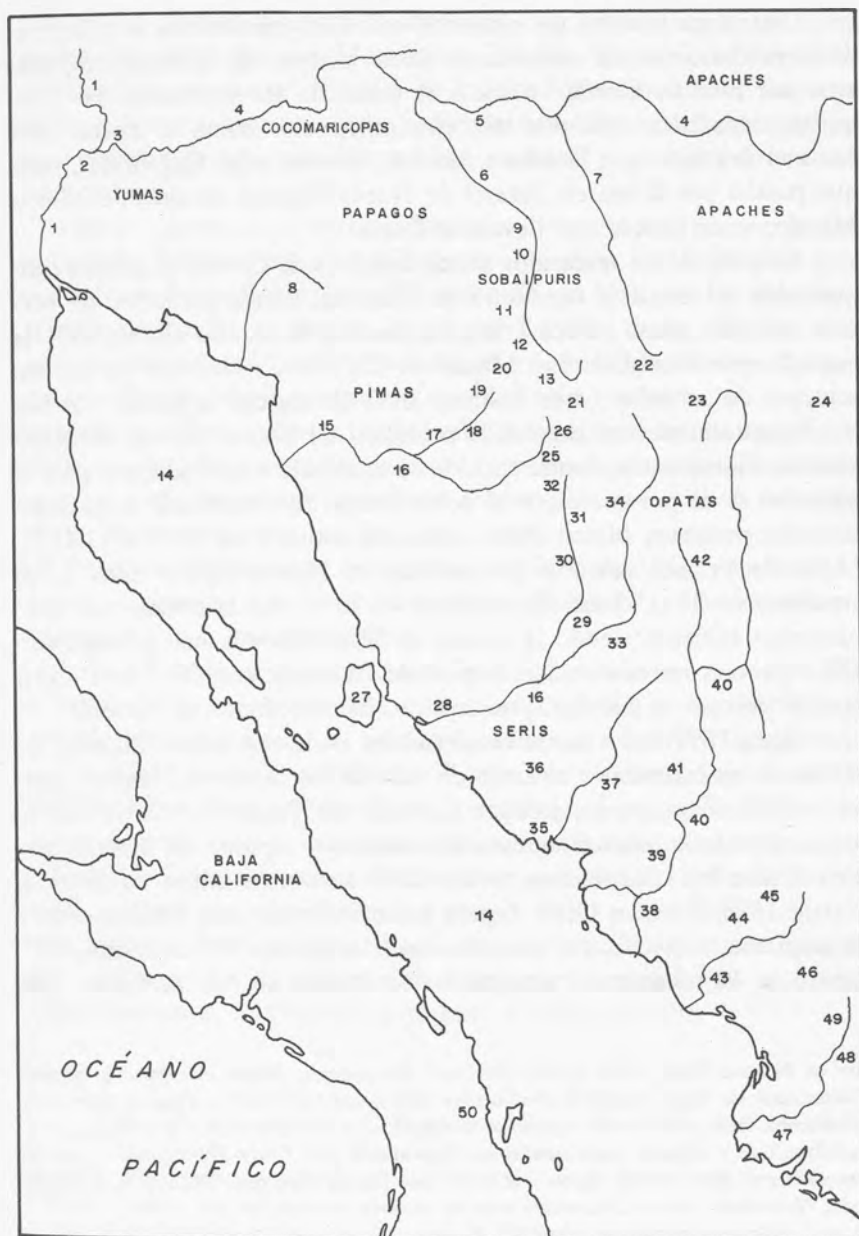 APACHES
4 5 4
3 COCOMARICOPAS
2 7
YUMAS 6
PAPAGOS APACHES
1 9
10
SOBAIPURIS
8
11
12
20 13 22
PIMAS 19 21 23 24
15 17 18 26
16 25
14 32
34 OPATAS
31
30 42
29
33
27 28 16 40
SERIS
36 37 41
35 40
39
BAJA
CALIFORNIA
45
38 44
14
43 46
49
OCÉANO 48
50
47
PACÍFICO